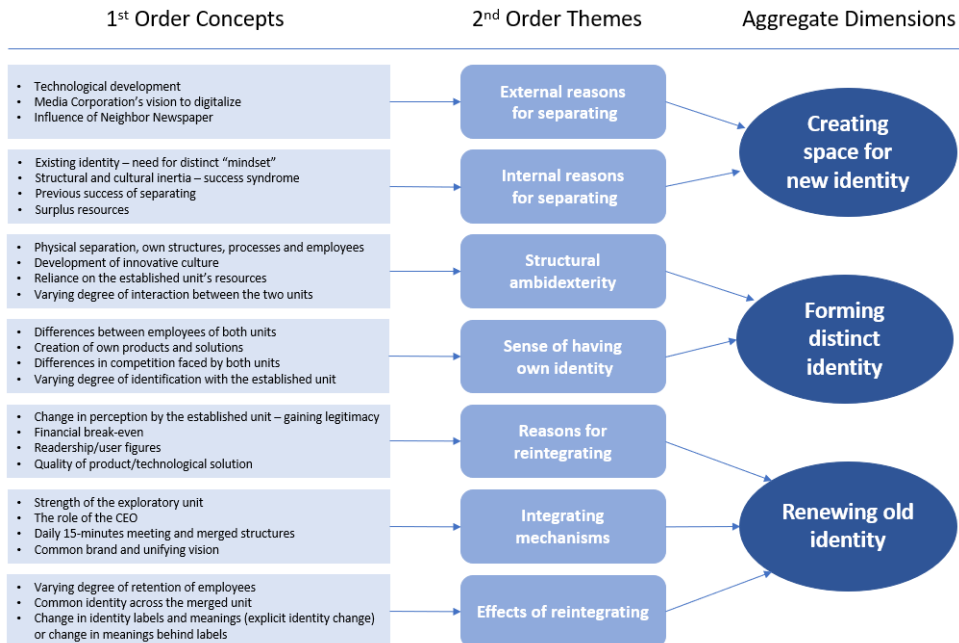 1st Order Concepts
2nd Order Themes
Aggregate Dimensions
• Technological development
• Media Corporation's vision to digitalize
• Influence of Neighbor Newspaper
External reasons
for separating
• Existing identity – need for distinct "mindset"
• Structural and cultural inertia – success syndrome
• Previous success of separating
• Surplus resources
Internal reasons
for separating
Creating
space for
new identity
• Physical separation, own structures, processes and employees
• Development of innovative culture
• Reliance on the established unit's resources
• Varying degree of interaction between the two units
Structural
ambidexterity
• Differences between employees of both units
• Creation of own products and solutions
• Differences in competition faced by both units
• Varying degree of identification with the established unit
Sense of having
own identity
Forming
distinct
identity
• Change in perception by the established unit – gaining legitimacy
• Financial break-even
• Readership/user figures
• Quality of product/technological solution
Reasons for
reintegrating
• Strength of the exploratory unit
• The role of the CEO
• Daily 15-minutes meeting and merged structures
• Common brand and unifying vision
Integrating
mechanisms
Renewing old
identity
• Varying degree of retention of employees
• Common identity across the merged unit
• Change in identity labels and meanings (explicit identity change)
or change in meanings behind labels
Effects of reintegrating